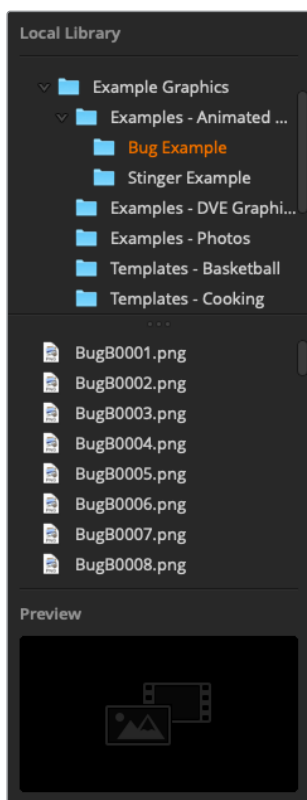 Local Library
Example Graphics
Examples - Animated ...
Bug Example
Stinger Example
Examples - DVE Graphi...
Examples - Photos
Templates - Basketball
Templates - Cooking
BugB0001.png
BugB0002.png
BugB0003.png
BugB0004.png
BugB0005.png
BugB0006.png
BugB0007.png
BugB0008.png
Preview